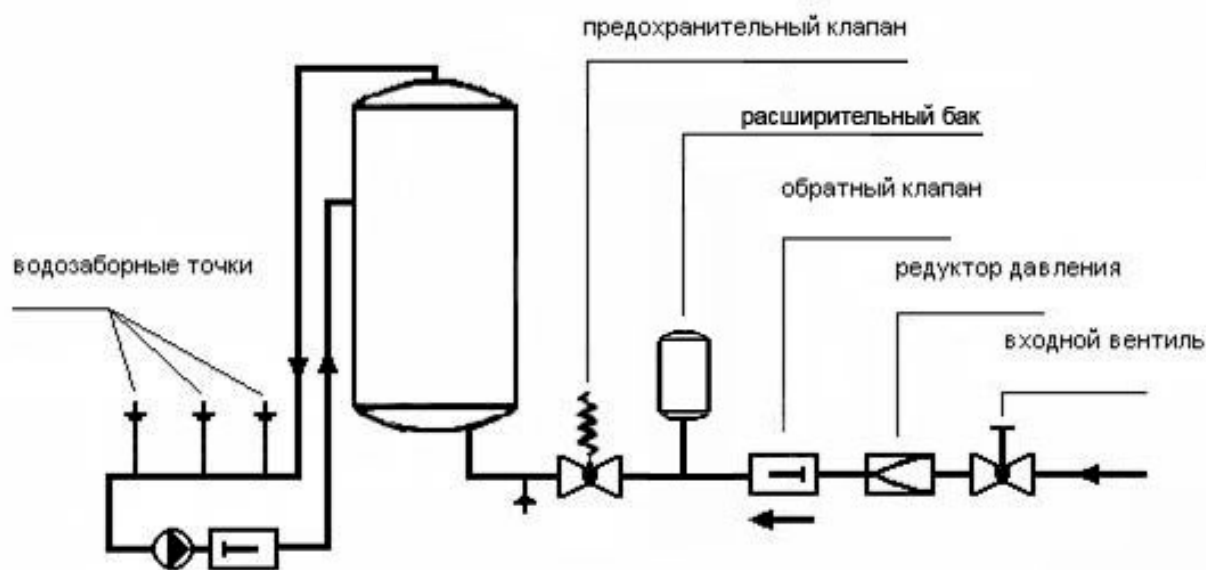 предохранительный клапан
расширительный бак
обратный клапан
водозаборные точки
редуктор давления
входной вентиль